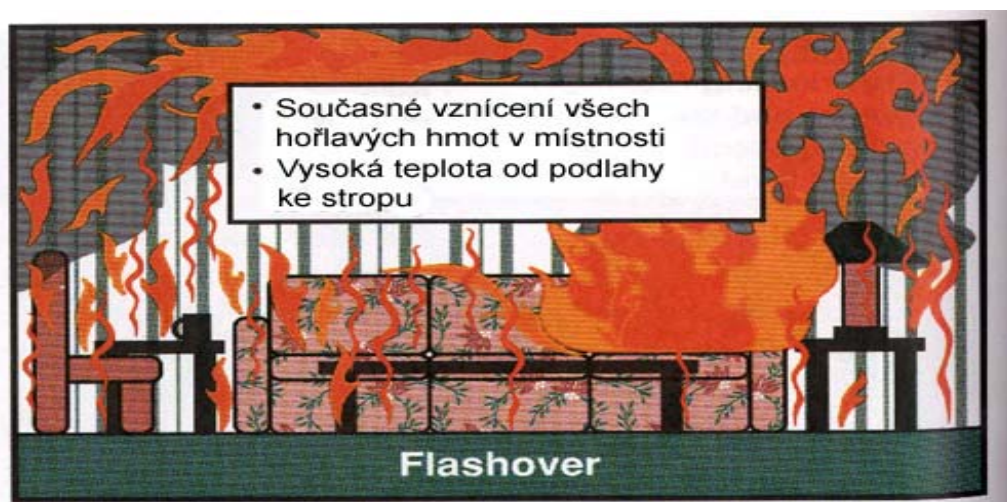 • Současné vznícení všech
hořlavých hmot v místnosti
• Vysoká teplota od podlahy
ke stropu
Flashover